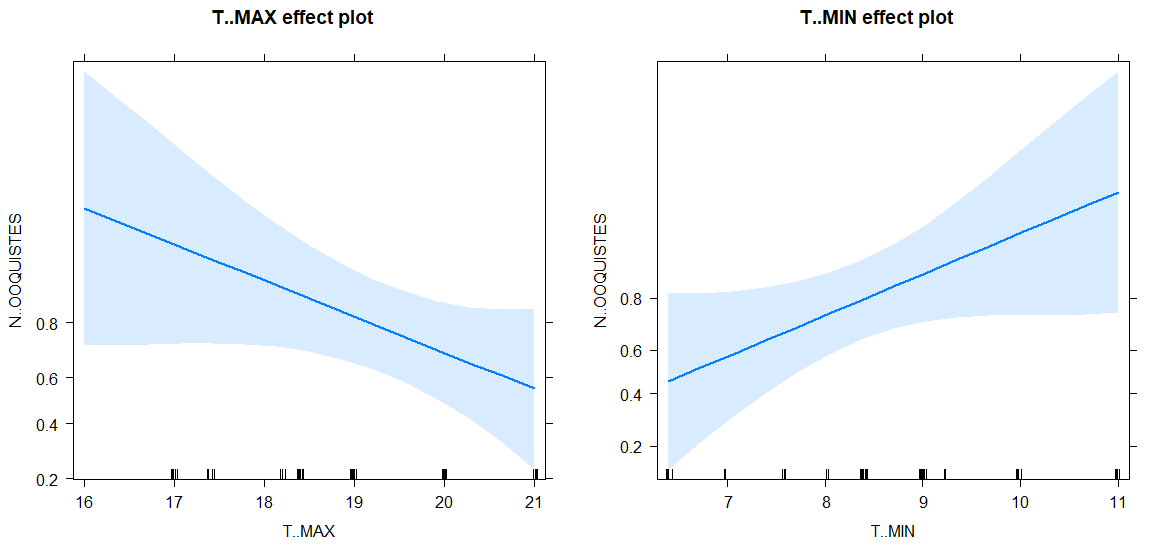 T..MAX effect plot
N..OOQUISTES
0.8
0.6
0.4
0.2
16 17 18 19 20 21
T..MAX
T..MIN effect plot
N..OOQUISTES
0.8
0.6
0.4
0.2
7 8 9 10 11
T..MIN